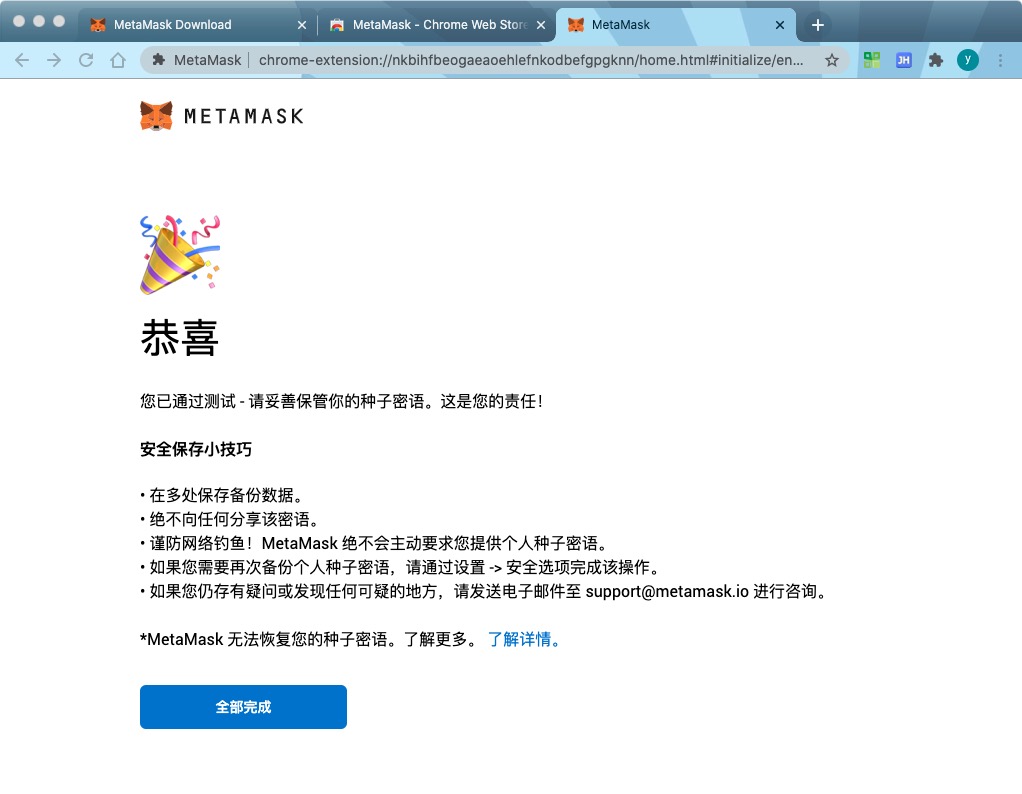 MetaMask Download
MetaMask - Chrome Web Store
MetaMask
MetaMask
chrome-extension://nkbihfbeogaeaoehlefnkodbefgpgknn/home.html#initialize/en...
JH
y
METAMASK
恭喜
您已通过测试 - 请妥善保管你的种子密语。这是您的责任！
安全保存小技巧
• 在多处保存备份数据。
• 绝不向任何分享该密语。
• 谨防网络钓鱼！MetaMask 绝不会主动要求您提供个人种子密语。
• 如果您需要再次备份个人种子密语，请通过设置 -> 安全选项完成该操作。
• 如果您仍存有疑问或发现任何可疑的地方，请发送电子邮件至 support@metamask.io 进行咨询。
*MetaMask 无法恢复您的种子密语。了解更多。 了解详情。
全部完成